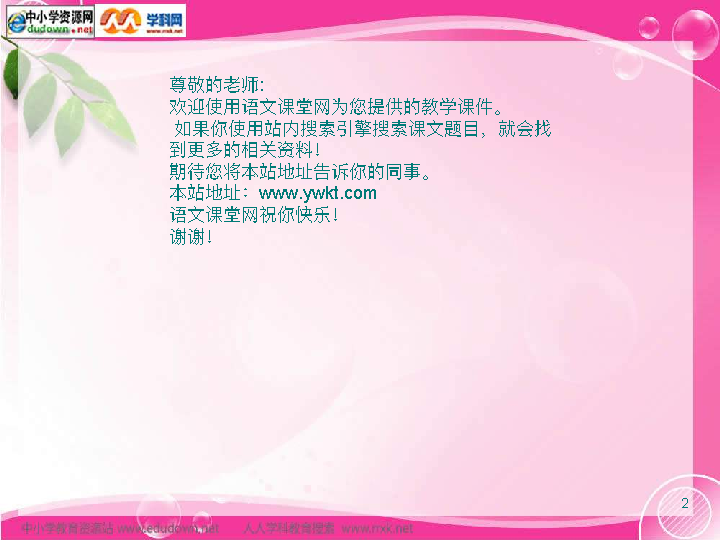 中小学资源网
edudown.net
学科网
www.rrxk.net
尊敬的老师:
欢迎使用语文课堂网为您提供的教学课件。
如果你使用站内搜索引擎搜索课文题目，就会找
到更多的相关资料！
期待您将本站地址告诉你的同事。
本站地址：www.ywkt.com
语文课堂网祝你快乐！
谢谢！
2
中小学教育资源站 www.edudown.net 人人学科教育搜索 www.rrxk.net